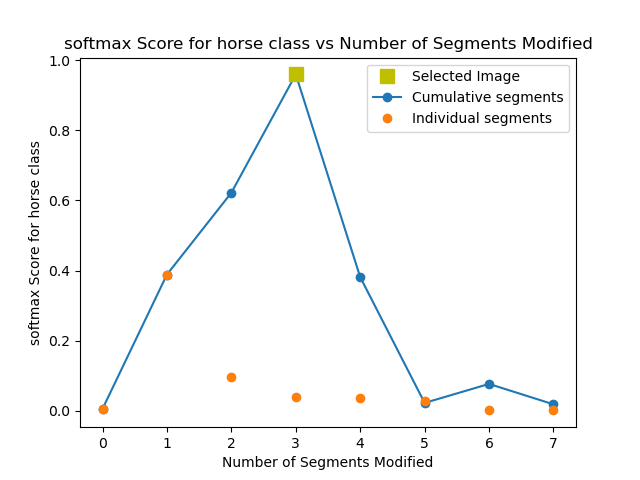 softmax Score for horse class vs Number of Segments Modified
Selected Image
Cumulative segments
Individual segments
softmax Score for horse class
1.0
0.8
0.6
0.4
0.2
0.0
0 1 2 3 4 5 6 7
Number of Segments Modified